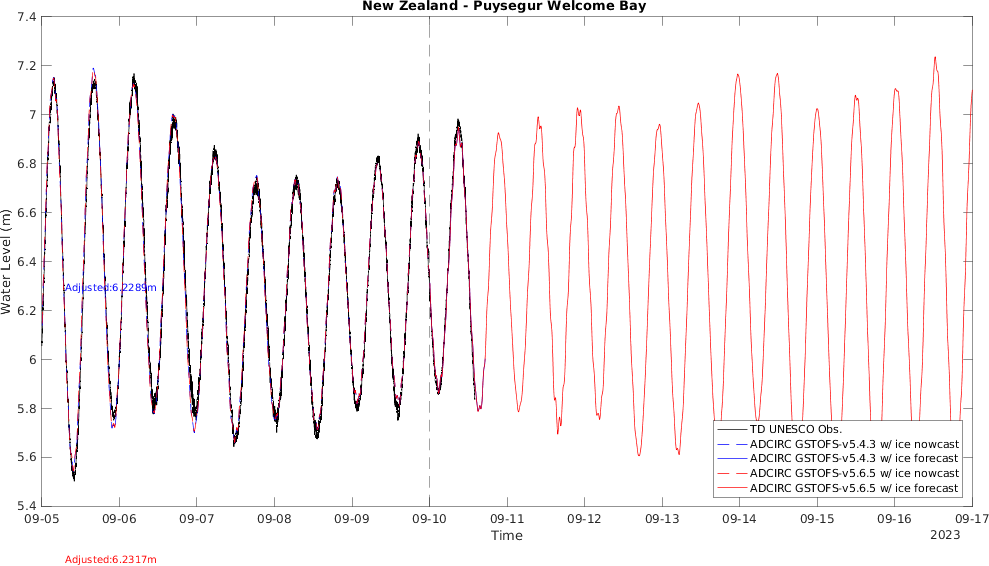 New Zealand - Puysegur Welcome Bay
7.4
7.2
7
6.8
6.6
6.4
6.2
6
5.8
5.6
5.4
Water Level (m)
Adjusted:6.2289m
TD UNESCO Obs.
ADCIRC GSTOFS-v5.4.3 w/ ice nowcast
ADCIRC GSTOFS-v5.4.3 w/ ice forecast
ADCIRC GSTOFS-v5.6.5 w/ ice nowcast
ADCIRC GSTOFS-v5.6.5 w/ ice forecast
09-05 09-06 09-07 09-08 09-09 09-10 09-11 09-12 09-13 09-14 09-15 09-16 09-17
Time
2023
Adjusted:6.2317m